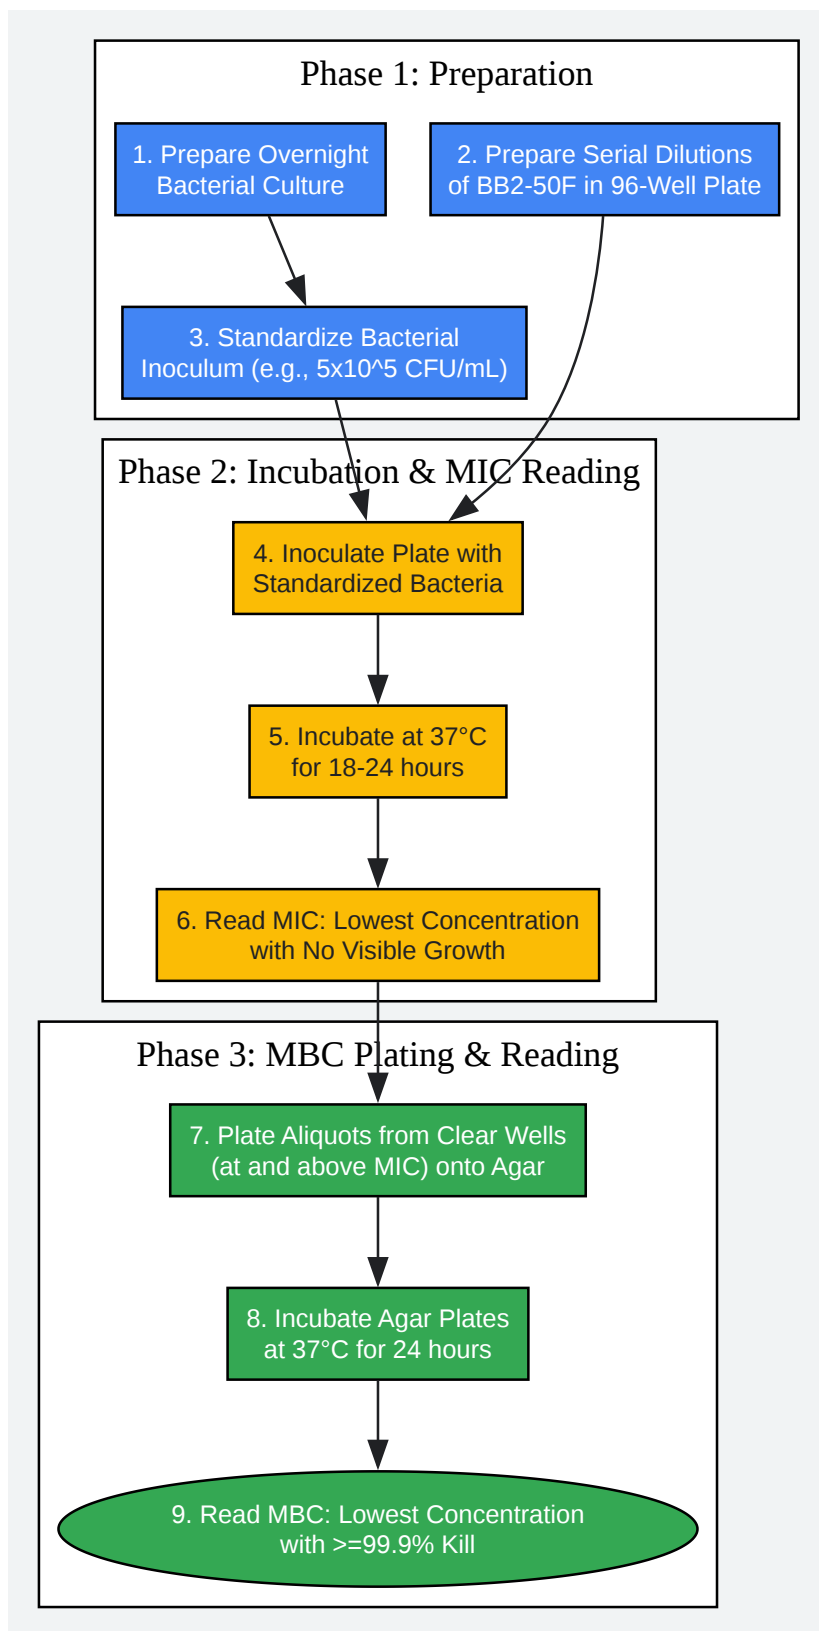 Phase 1: Preparation
1. Prepare Overnight
Bacterial Culture
2. Prepare Serial Dilutions
of BB2-50F in 96-Well Plate
3. Standardize Bacterial
Inoculum (e.g., 5x10^5 CFU/mL)
Phase 2: Incubation & MIC Reading
4. Inoculate Plate with
Standardized Bacteria
5. Incubate at 37°C
for 18-24 hours
6. Read MIC: Lowest Concentration
with No Visible Growth
Phase 3: MBC Plating & Reading
7. Plate Aliquots from Clear Wells
(at and above MIC) onto Agar
8. Incubate Agar Plates
at 37°C for 24 hours
9. Read MBC: Lowest Concentration
with >=99.9% Kill